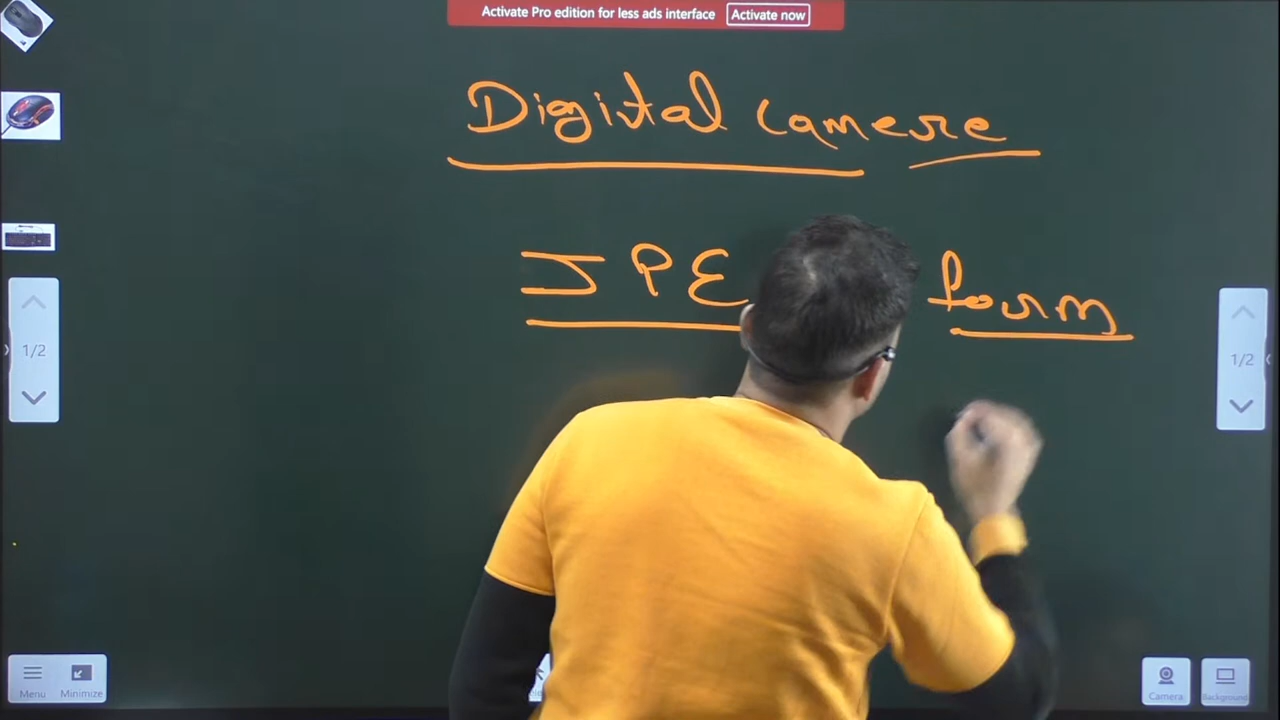 Activate Pro edition for less ads interface Activate now
Digital camere
JPE form
1/2
1/2
Menu Minimize
Camera Background